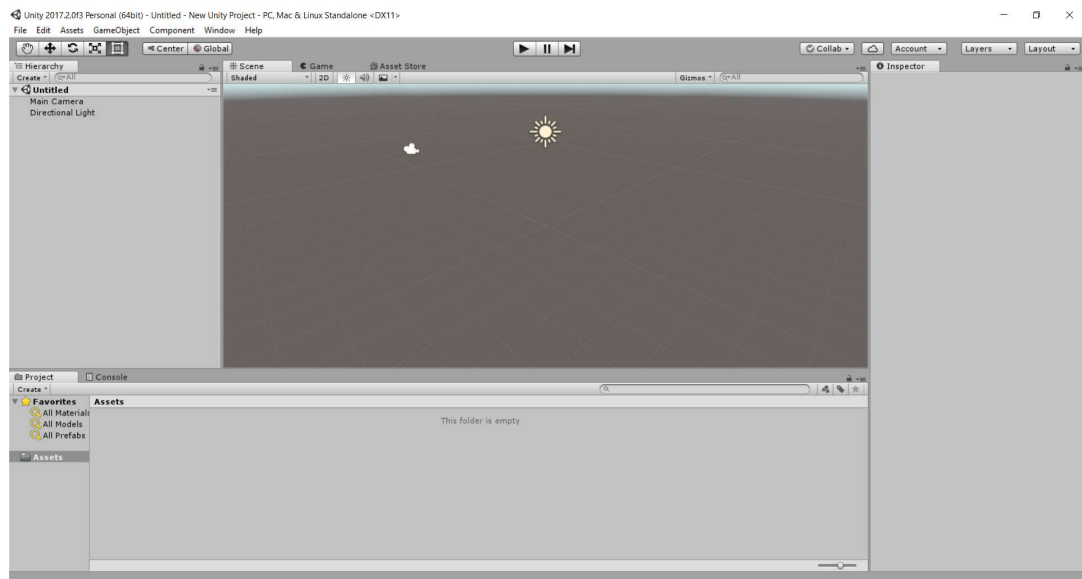 Unity 2017.2.0f3 Personal (64bit) - Untitled - New Unity Project - PC, Mac & Linux Standalone <DX11>
File Edit Assets GameObject Component Window Help
Center Global Collab Account Layers Layout
Hierarchy
Create All
Untitled
Main Camera
Directional Light
Scene Game Asset Store
Shaded 2D Gizmos All
Inspector
Project Console
Create
Favorites
All Materials
All Models
All Prefabs
Assets
Assets
This folder is empty